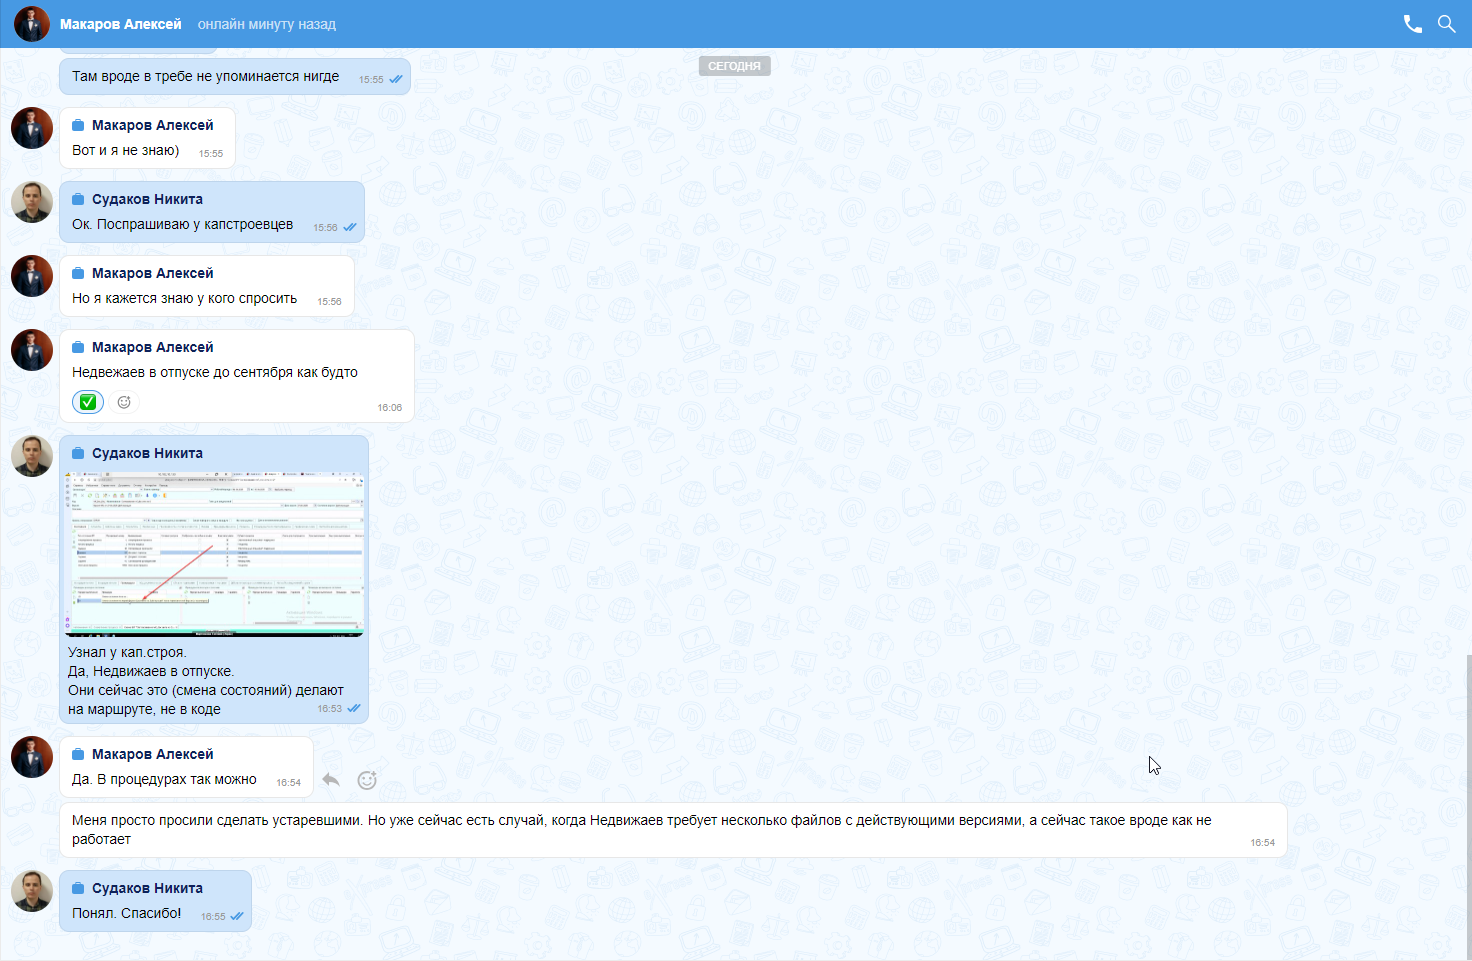 Макаров Алексей онлайн минуту назад
СЕГОДНЯ
Там вроде в требе не упоминается нигде 15:55
Макаров Алексей
Вот и я не знаю) 15:55
Судаков Никита
Ок. Поспрашиваю у капстроевцев 15:56
Макаров Алексей
Но я кажется знаю у кого спросить 15:56
Макаров Алексей
Недвежаев в отпуске до сентября как будто
16:06
Судаков Никита
Узнал у кап.строя.
Да, Недвижаев в отпуске.
Они сейчас это (смена состояний) делают
на маршруте, не в коде 16:53
Макаров Алексей
Да. В процедурах так можно 16:54
Меня просто просили сделать устаревшими. Но уже сейчас есть случай, когда Недвижаев требует несколько файлов с действующими версиями, а сейчас такое вроде как не
работает 16:54
Судаков Никита
Понял. Спасибо! 16:55